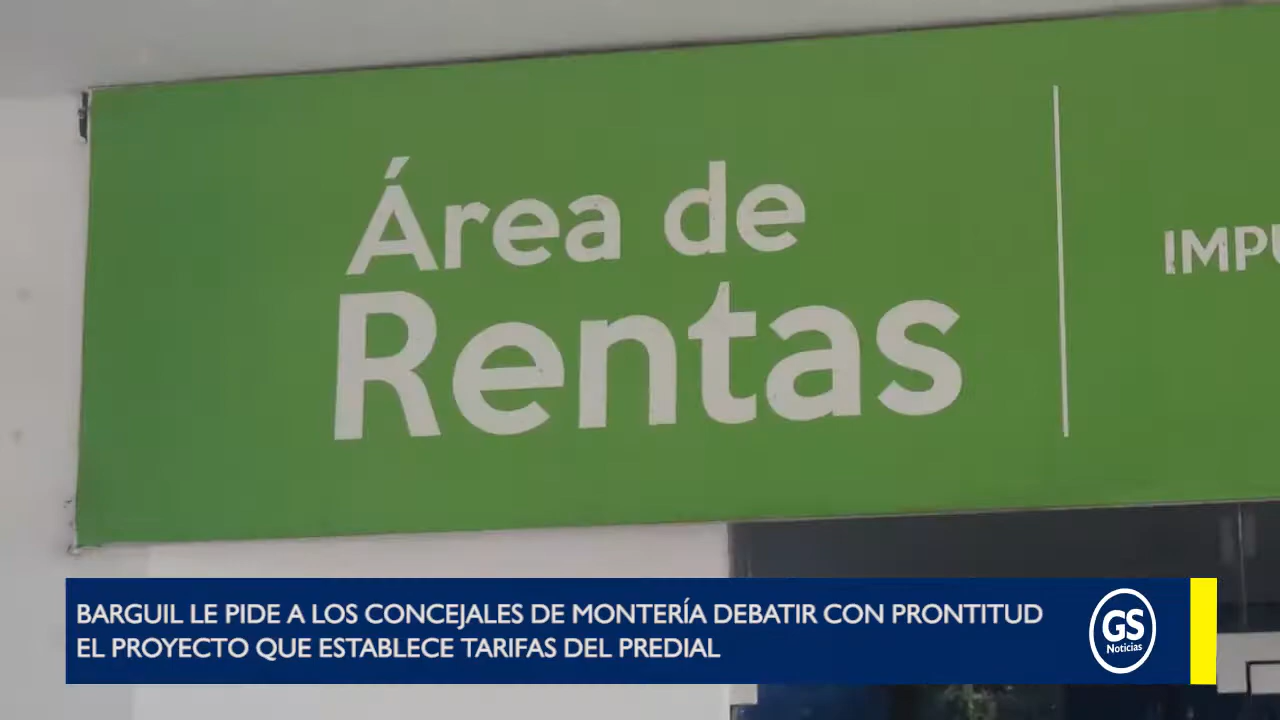 Área de
Rentas
BARGUIL LE PIDE A LOS CONCEJALES DE MONTERÍA DEBATIR CON PRONTITUD
EL PROYECTO QUE ESTABLECE TARIFAS DEL PREDIAL
GS
Noticias